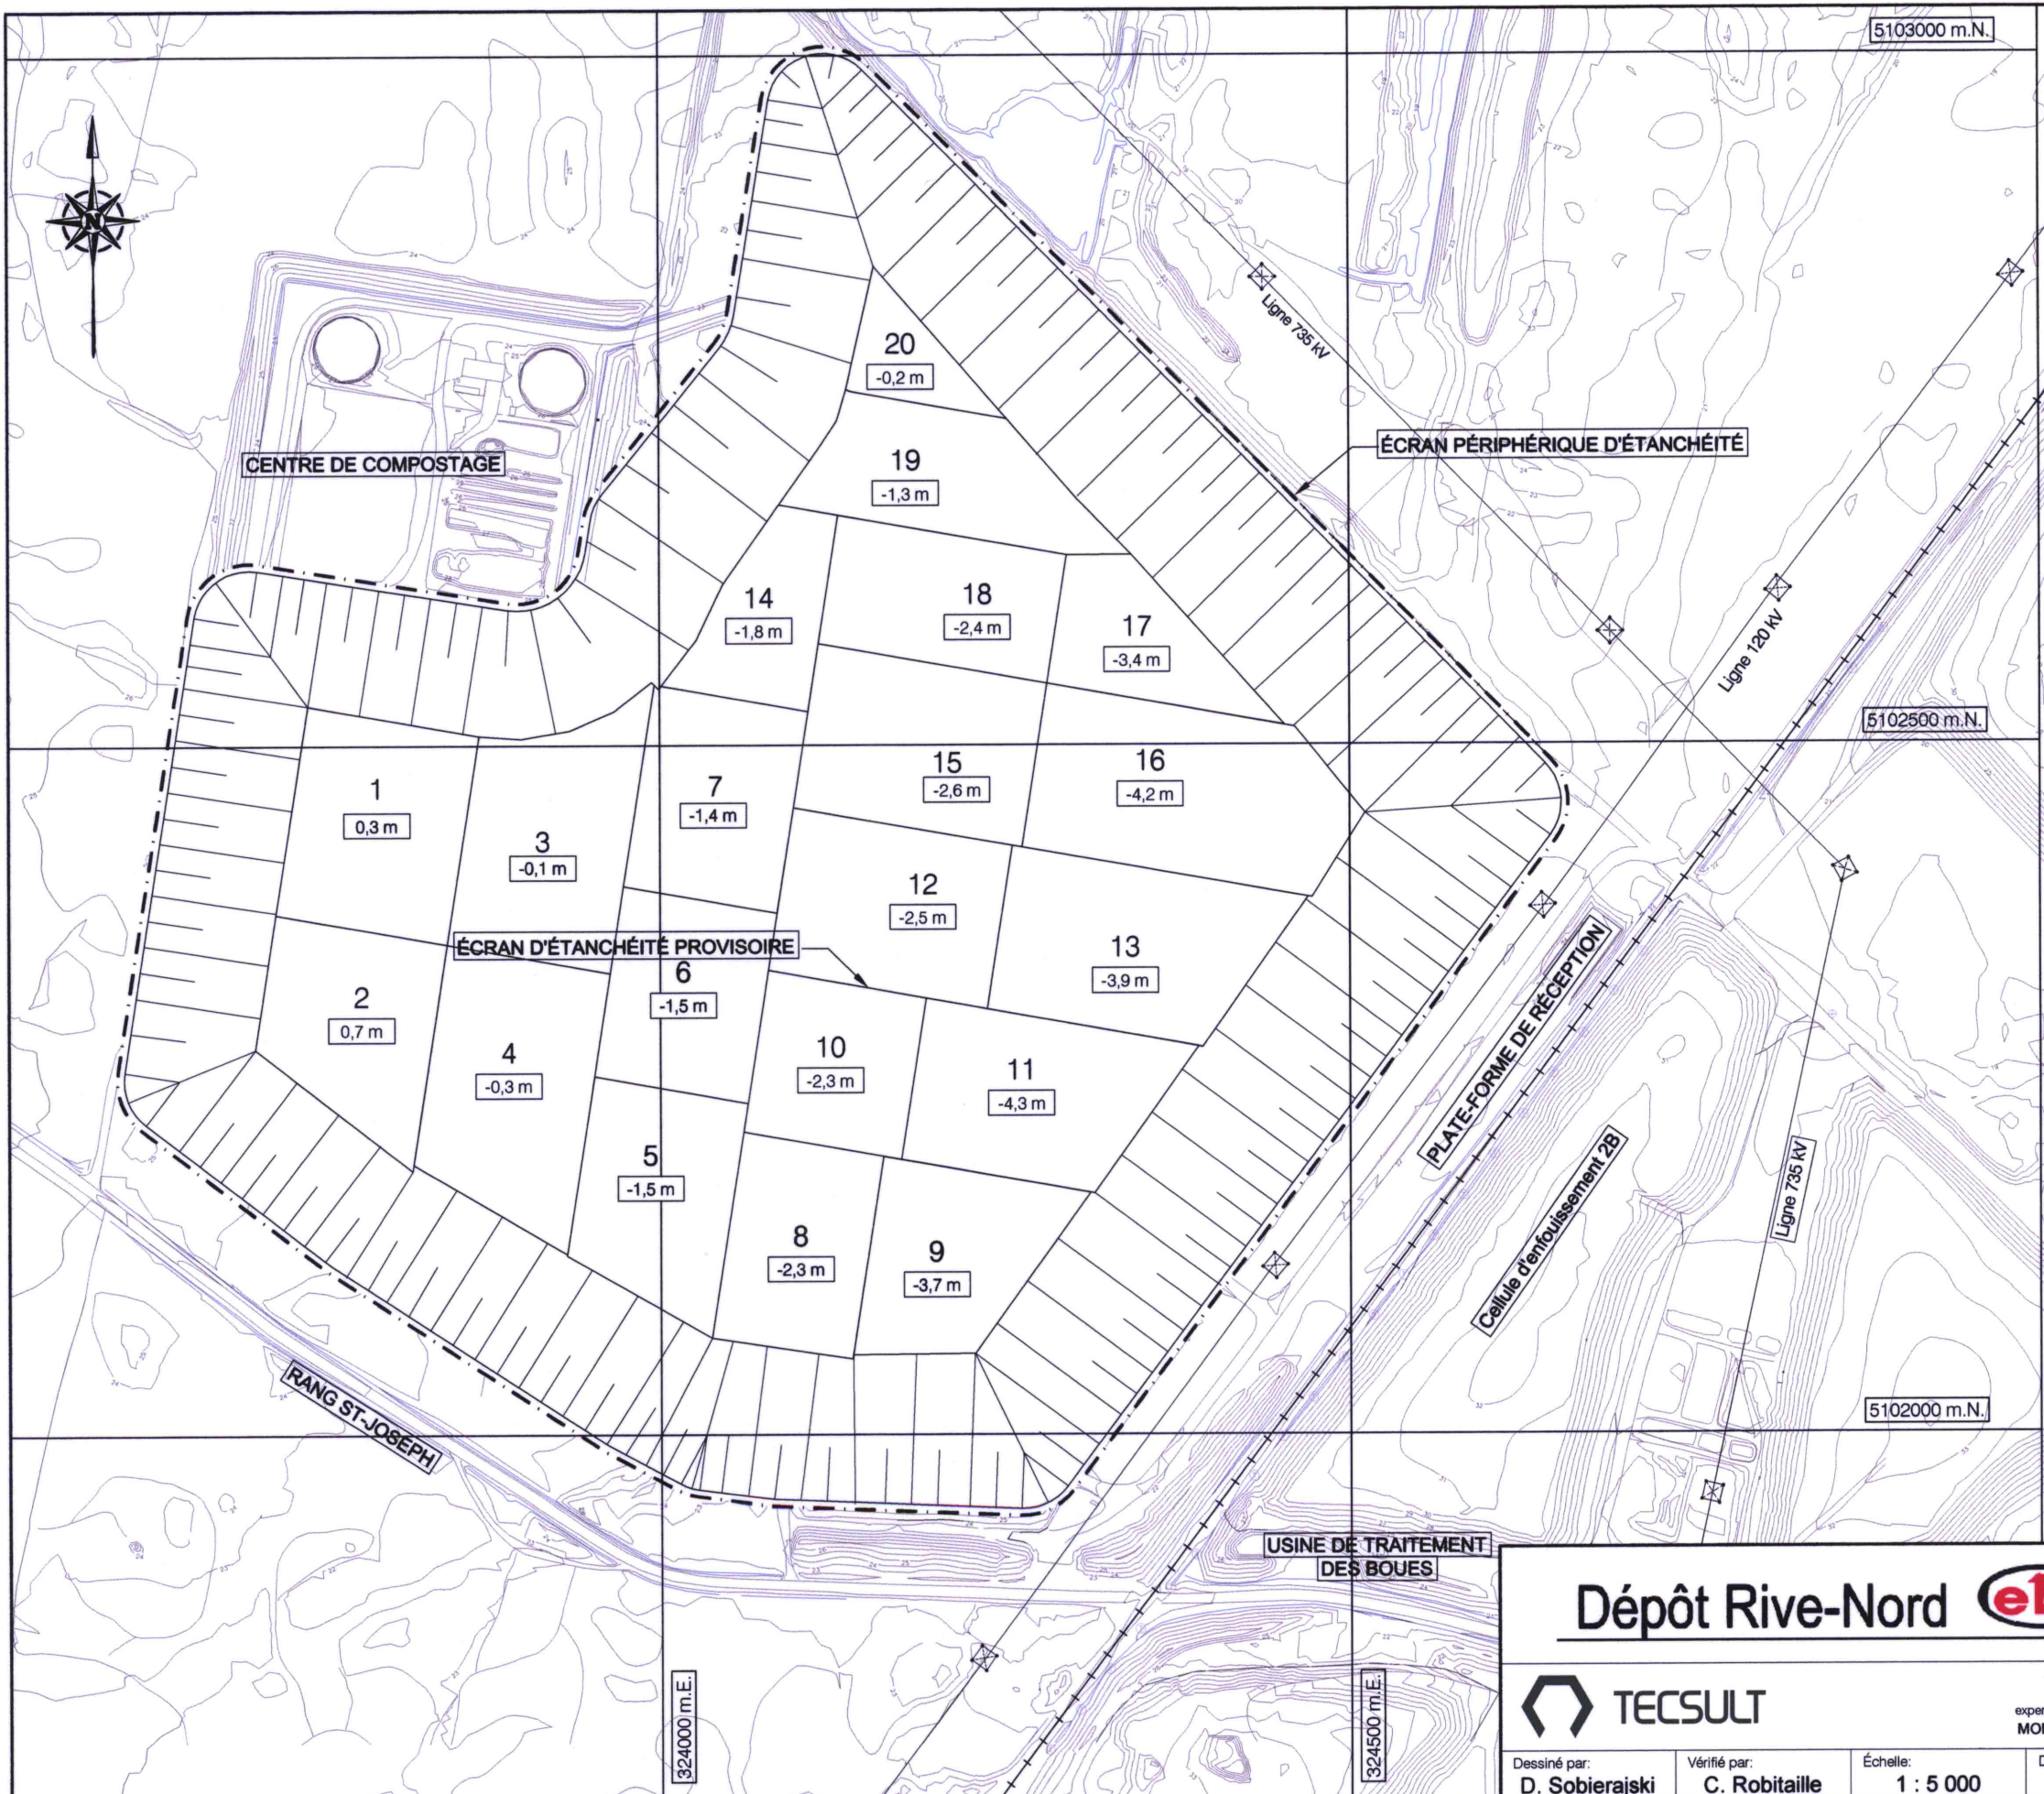 5103000 m.N.
N
Ligne 735 kV
20
-0,2 m
CENTRE DE COMPOSTAGE
19
-1,3 m
ÉCRAN PÉRIPHÉRIQUE D'ÉTANCHÉITÉ
14
-1,8 m
18
-2,4 m
17
-3,4 m
Ligne 120 kV
5102500 m.N.
1
0,3 m
3
-0,1 m
7
-1,4 m
15
-2,6 m
16
-4,2 m
12
-2,5 m
ÉCRAN D'ÉTANCHÉITÉ PROVISOIRE
13
-3,9 m
6
-1,5 m
2
0,7 m
4
-0,3 m
10
-2,3 m
11
-4,3 m
PLATE-FORME DE RÉCEPTION
5
-1,5 m
8
-2,3 m
9
-3,7 m
Cellule d'enfouissement 2B
Ligne 735 kV
RANG ST-JOSEPH
5102000 m.N.
USINE DE TRAITEMENT
DES BOUES
324000 m.E.
324500 m.E.
Dépôt Rive-Nord
TECSULT
Dessiné par:
D. Sobierajski
Vérifié par:
C. Robitaille
Échelle:
1 : 5 000